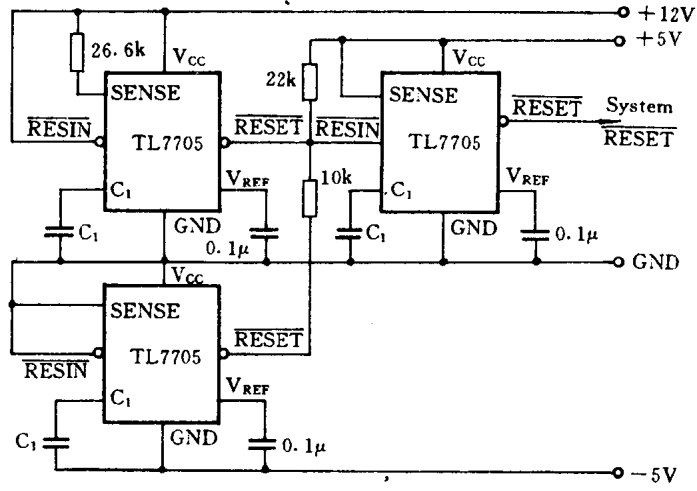 +12V
+5V
26.6k
VCC
22k
VCC
SENSE
SENSE
RESIN
RESET
RESIN
RESET
System
RESET
TL7705
TL7705
C1
VREF
10k
C1
VREF
C1
GND
0.1μ
C1
GND
0.1μ
GND
VCC
SENSE
RESIN
TL7705
RESET
C1
VREF
C1
GND
0.1μ
−5V